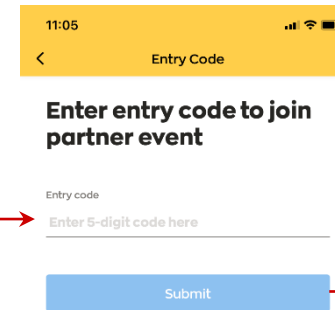 11:05
Entry Code
Enter entry code to join
partner event
Entry code
Enter 5-digit code here
Submit